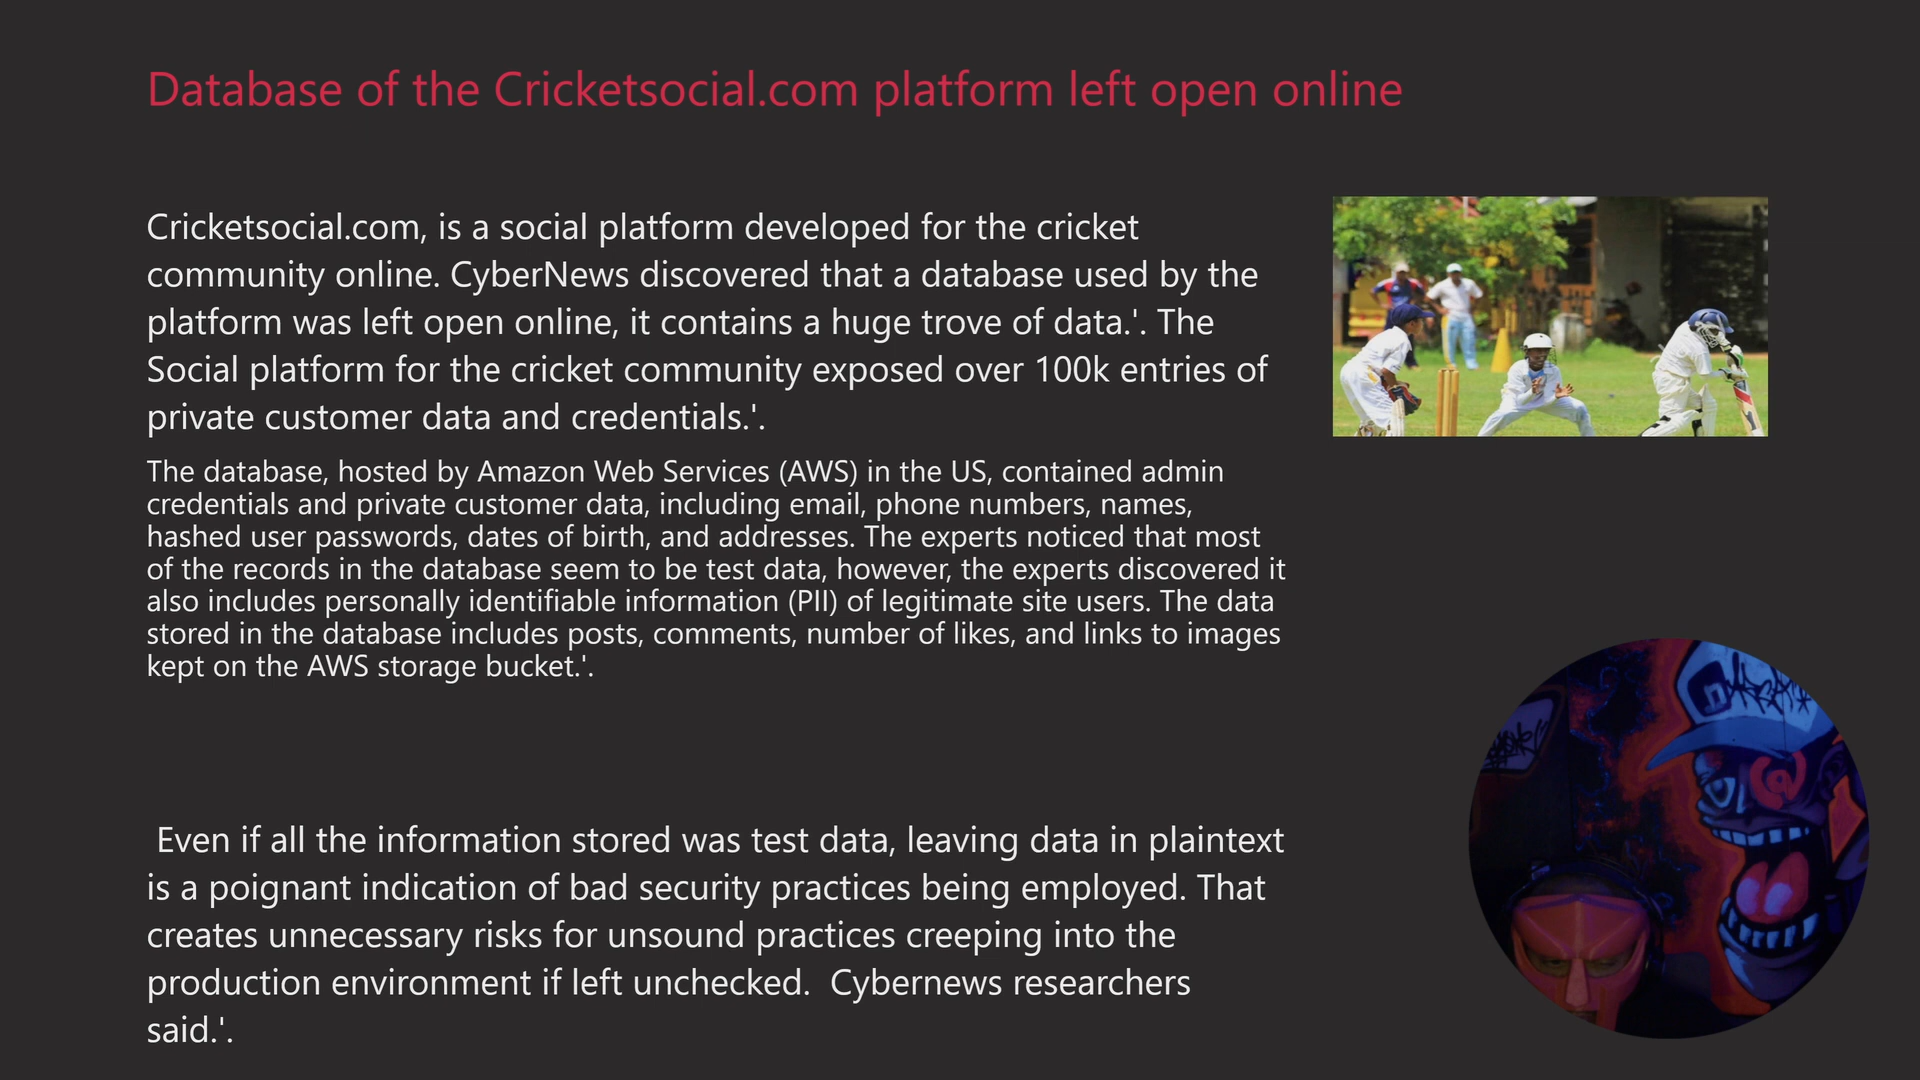 Database of the Cricketsocial.com platform left open online
Cricketsocial.com, is a social platform developed for the cricket
community online. CyberNews discovered that a database used by the
platform was left open online, it contains a huge trove of data.'. The
Social platform for the cricket community exposed over 100k entries of
private customer data and credentials.'.
The database, hosted by Amazon Web Services (AWS) in the US, contained admin
credentials and private customer data, including email, phone numbers, names,
hashed user passwords, dates of birth, and addresses. The experts noticed that most
of the records in the database seem to be test data, however, the experts discovered it
also includes personally identifiable information (PII) of legitimate site users. The data
stored in the database includes posts, comments, number of likes, and links to images
kept on the AWS storage bucket.'.
Even if all the information stored was test data, leaving data in plaintext
is a poignant indication of bad security practices being employed. That
creates unnecessary risks for unsound practices creeping into the
production environment if left unchecked.  Cybernews researchers
said.'.